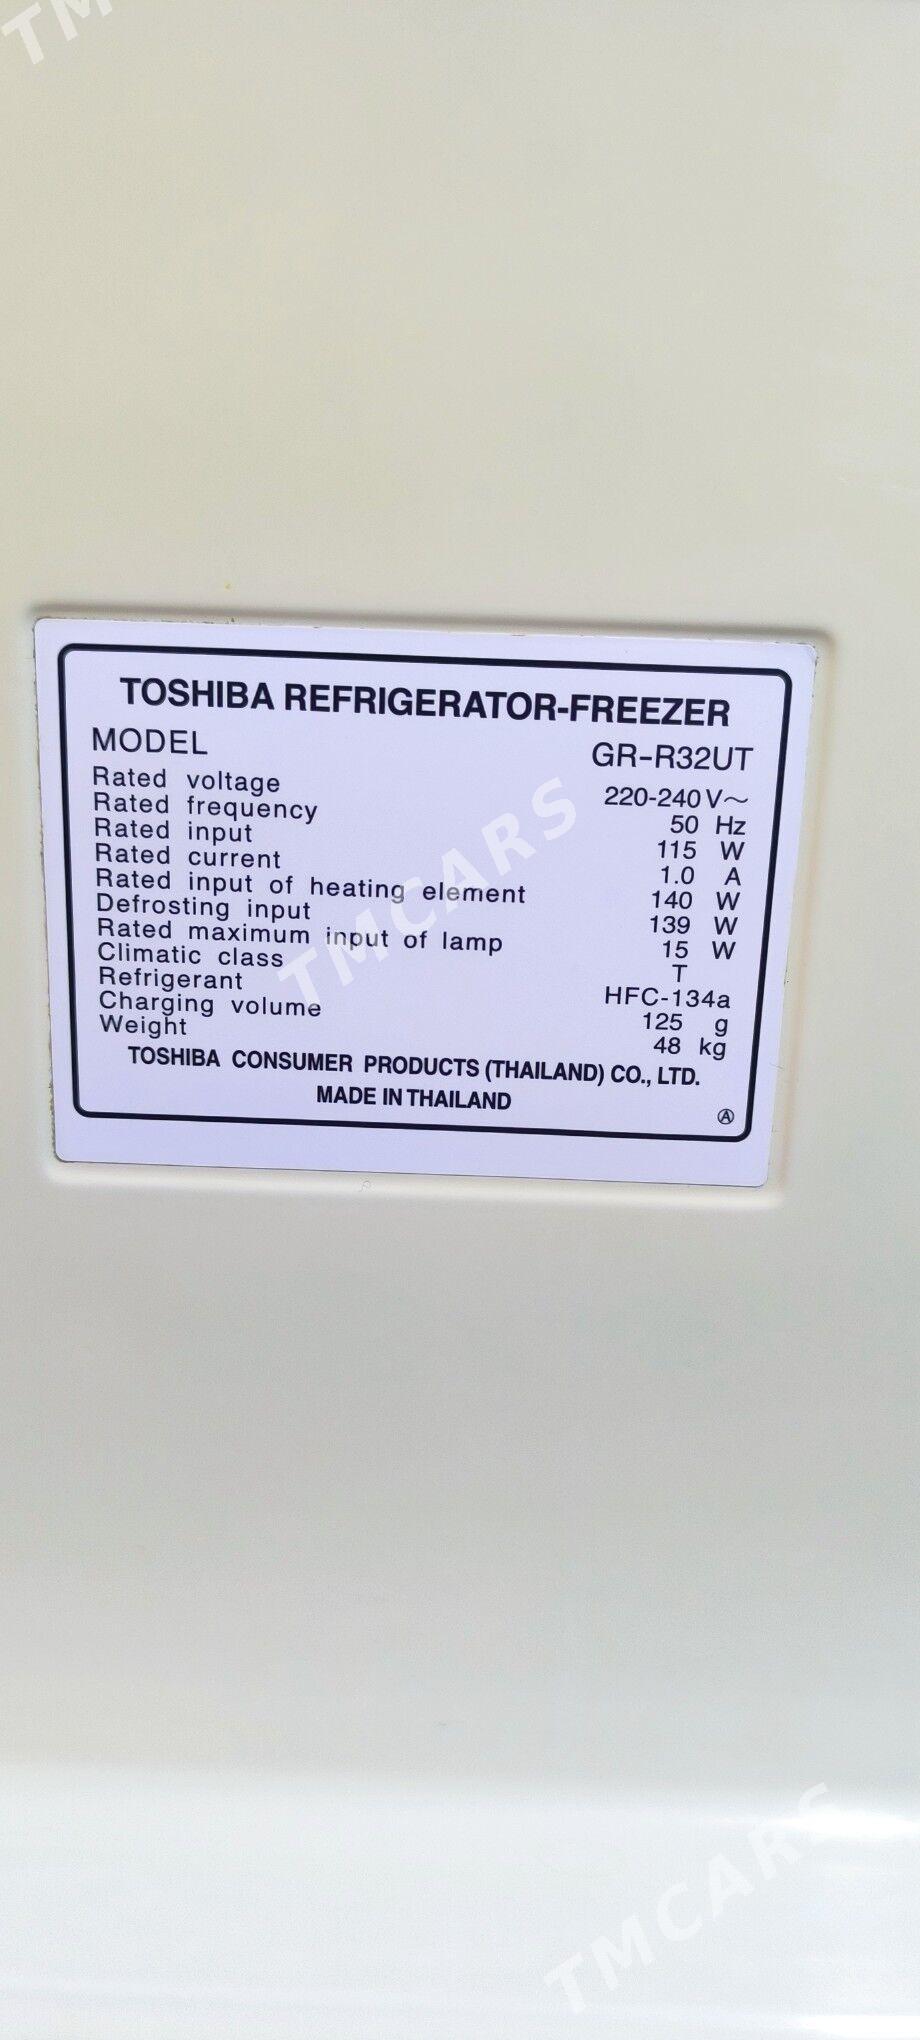 TM
TOSHIBA REFRIGERATOR-FREEZER
MODEL GR-R32UT
Rated voltage 220-240 V~
Rated frequency 50 Hz
Rated input 115 W
Rated current 1.0 A
Rated input of heating element 140 W
Defrosting input 139 W
Rated maximum input of lamp 15 W
Climatic class T
Refrigerant HFC-134a
Charging volume 125 g
Weight 48 kg
TOSHIBA CONSUMER PRODUCTS (THAILAND) CO., LTD.
MADE IN THAILAND
Ⓐ
TMCARS
TMCARS